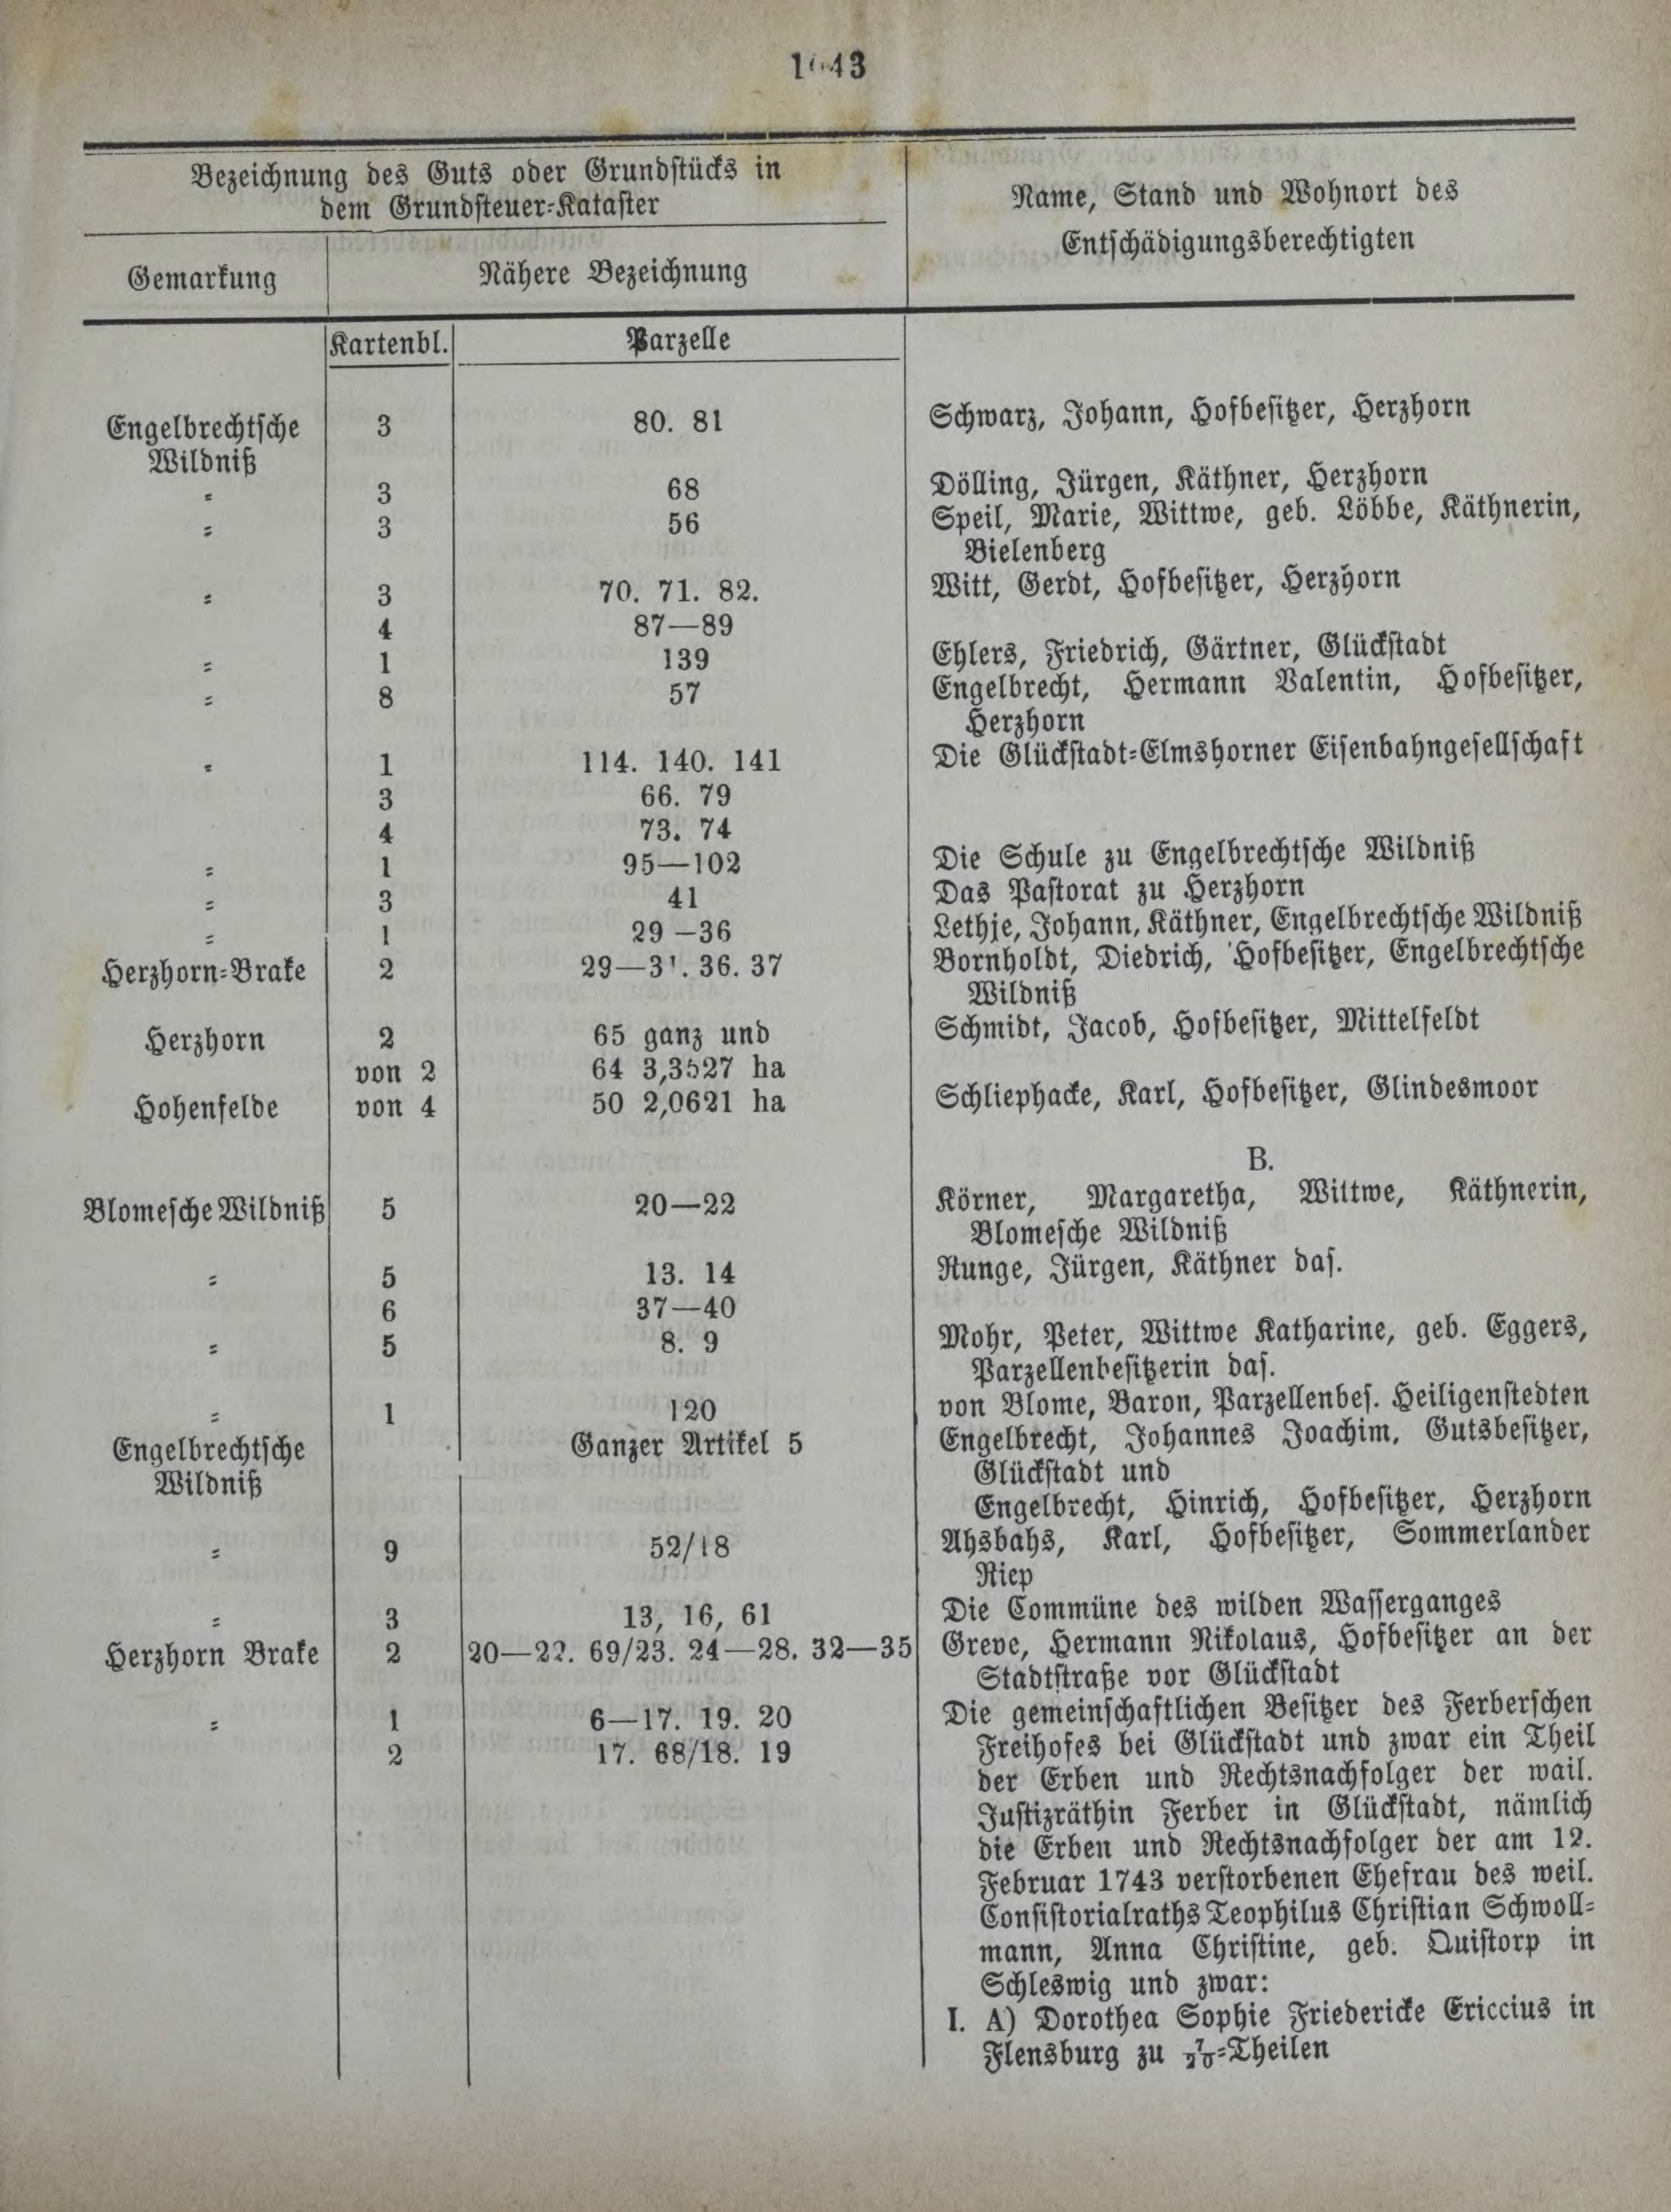 1043
Bezeichnung des Guts oder Grundstücks in
dem Grundsteuer-Kataster
Name, Stand und Wohnort des
Entschädigungsberechtigten
Gemarkung Nähere Bezeichnung
Kartenbl. Parzelle
Engelbrechtsche 3 80. 81 Schwarz, Johann, Hofbesitzer, Herzhorn
Wildniß
= 3 68 Dölling, Jürgen, Käthner, Herzhorn
= 3 56 Speil, Marie, Wittwe, geb. Löbbe, Käthnerin,
Bielenberg
= 3 70. 71. 82. Witt, Gerdt, Hofbesitzer, Herzhorn
4 87—89
= 1 139 Ehlers, Friedrich, Gärtner, Glückstadt
= 8 57 Engelbrecht, Hermann Valentin, Hofbesitzer,
Herzhorn
= 1 114. 140. 141 Die Glückstadt-Elmshorner Eisenbahngesellschaft
3 66. 79
4 73. 74
= 1 95—102 Die Schule zu Engelbrechtsche Wildniß
= 3 41 Das Pastorat zu Herzhorn
= 1 29—36 Lethje, Johann, Käthner, Engelbrechtsche Wildniß
Herzhorn-Brake 2 29—31. 36. 37 Bornholdt, Diedrich, Hofbesitzer, Engelbrechtsche
Wildniß
Herzhorn 2 65 ganz und Schmidt, Jacob, Hofbesitzer, Mittelfeldt
von 2 64 3,3527 ha
Hohenfelde von 4 50 2,0621 ha Schliephacke, Karl, Hofbesitzer, Glindesmoor
B.
Blomesche Wildniß 5 20—22 Körner, Margaretha, Wittwe, Käthnerin,
Blomesche Wildniß
= 5 13. 14 Runge, Jürgen, Käthner das.
6 37—40
= 5 8. 9 Mohr, Peter, Wittwe Katharine, geb. Eggers,
Parzellenbesitzerin das.
= 1 120 von Blome, Baron, Parzellenbes. Heiligenstedten
Engelbrechtsche Ganzer Artikel 5 Engelbrecht, Johannes Joachim, Gutsbesitzer,
Wildniß Glückstadt und
Engelbrecht, Hinrich, Hofbesitzer, Herzhorn
= 9 52/18 Ahsbahs, Karl, Hofbesitzer, Sommerlander
Riep
= 3 13, 16, 61 Die Commüne des wilden Wasserganges
Herzhorn Brake 2 20—22. 69/23. 24—28. 32—35 Greve, Hermann Nikolaus, Hofbesitzer an der
Stadtstraße vor Glückstadt
= 1 6—17. 19. 20 Die gemeinschaftlichen Besitzer des Ferberschen
2 17. 68/18. 19 Freihofes bei Glückstadt und zwar ein Theil
der Erben und Rechtsnachfolger der wail.
Justizräthin Ferber in Glückstadt, nämlich
die Erben und Rechtsnachfolger der am 12.
Februar 1743 verstorbenen Ehefrau des weil.
Consistorialraths Teophilus Christian Schwoll-
mann, Anna Christine, geb. Quistorp in
Schleswig und zwar:
I. A) Dorothea Sophie Friedericke Ericcius in
Flensburg zu 7/20-Theilen